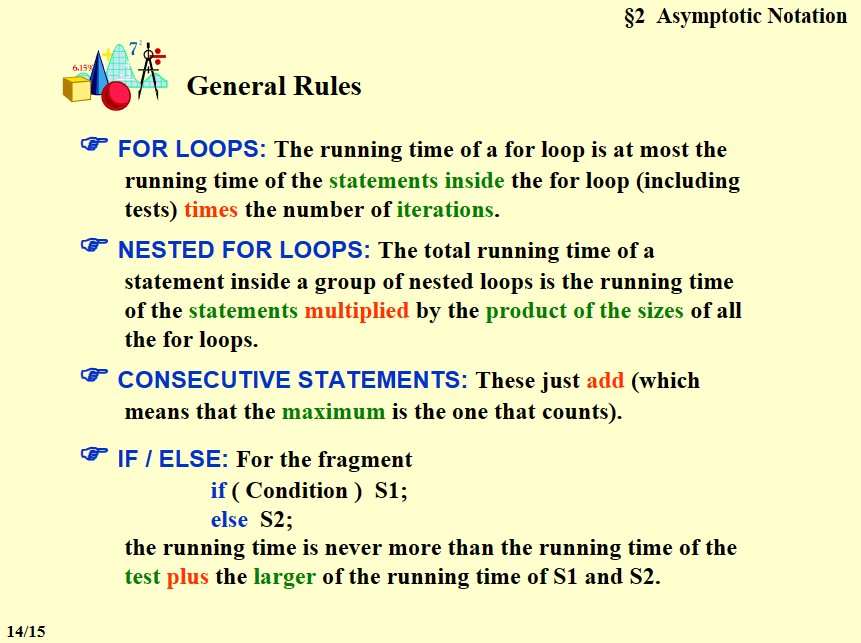 §2 Asymptotic Notation
6.15%
7²
General Rules
FOR LOOPS: The running time of a for loop is at most the
running time of the statements inside the for loop (including
tests) times the number of iterations.
NESTED FOR LOOPS: The total running time of a
statement inside a group of nested loops is the running time
of the statements multiplied by the product of the sizes of all
the for loops.
CONSECUTIVE STATEMENTS: These just add (which
means that the maximum is the one that counts).
IF / ELSE: For the fragment
if ( Condition ) S1;
else S2;
the running time is never more than the running time of the
test plus the larger of the running time of S1 and S2.
14/15